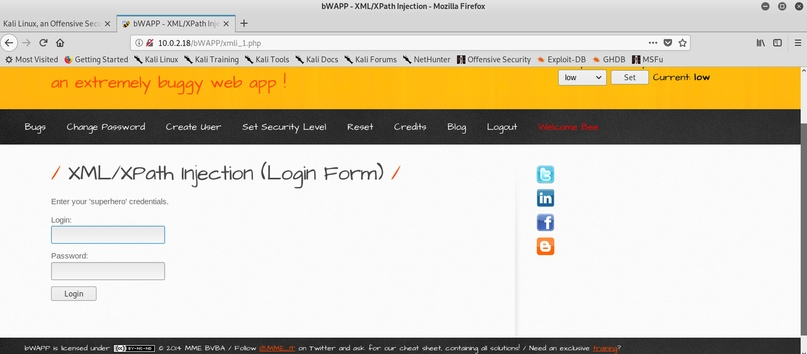 bWAPP - XML/XPath Injection - Mozilla Firefox
Kali Linux, an Offensive Sec × bWAPP - XML/XPath Inje × +
10.0.2.18/bWAPP/xmli_1.php
Most Visited Getting Started Kali Linux Kali Training Kali Tools Kali Docs Kali Forums NetHunter Offensive Security Exploit-DB GHDB MSFu
an extremely buggy web app !
low Set Current: low
Bugs Change Password Create User Set Security Level Reset Credits Blog Logout Welcome Bee
/ XML/XPath Injection (Login Form) /
Enter your 'superhero' credentials.
Login:
Password:
Login
bWAPP is licensed under (cc) BY-NC-ND © 2014 MME BVBA / Follow @MME_IT on Twitter and ask for our cheat sheet, containing all solutions! / Need an exclusive training?